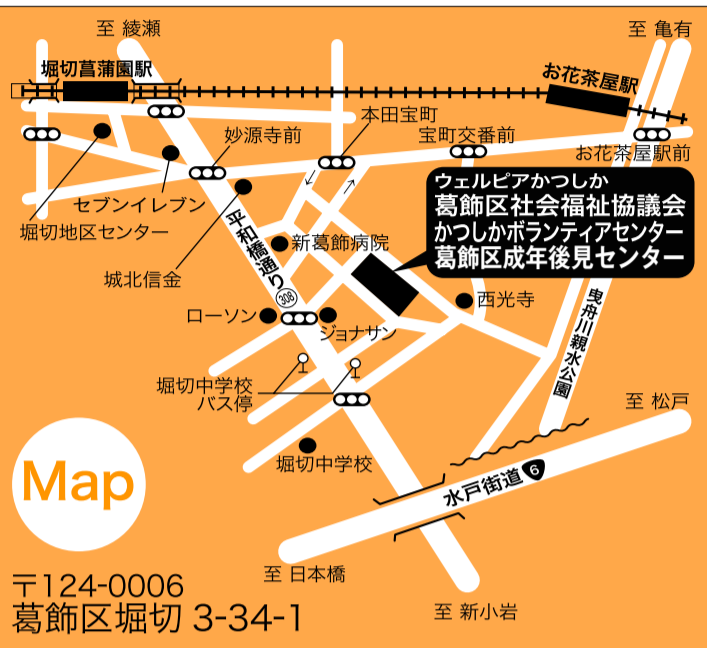 至 綾瀬
至 亀有
堀切菖蒲園駅
お花茶屋駅
本田宝町
妙源寺前
宝町交番前
お花茶屋駅前
ウェルピアかつしか
葛飾区社会福祉協議会
かつしかボランティアセンター
葛飾区成年後見センター
セブンイレブン
堀切地区センター
平和橋通り
308
新葛飾病院
城北信金
西光寺
曳舟川親水公園
ローソン
ジョナサン
堀切中学校
バス停
至 松戸
堀切中学校
Map
水戸街道
6
至 日本橋
〒124-0006
至 新小岩
葛飾区堀切 3-34-1